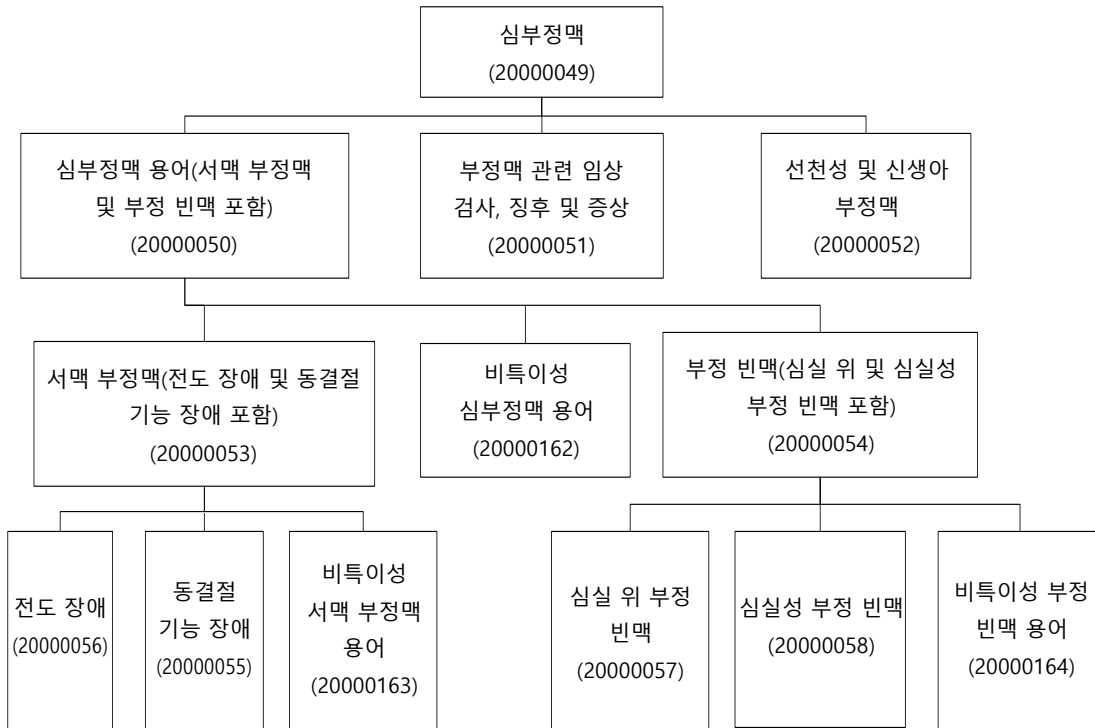 심부정맥
(20000049)
심부정맥 용어(서맥 부정맥
및 부정 빈맥 포함)
(20000050)
부정맥 관련 임상
검사, 징후 및 증상
(20000051)
선천성 및 신생아
부정맥
(20000052)
서맥 부정맥(전도 장애 및 동결절
기능 장애 포함)
(20000053)
비특이성
심부정맥 용어
(20000162)
부정 빈맥(심실 위 및 심실성
부정 빈맥 포함)
(20000054)
전도 장애
(20000056)
동결절
기능 장애
(20000055)
비특이성
서맥 부정맥
용어
(20000163)
심실 위 부정
빈맥
(20000057)
심실성 부정 빈맥
(20000058)
비특이성 부정
빈맥 용어
(20000164)